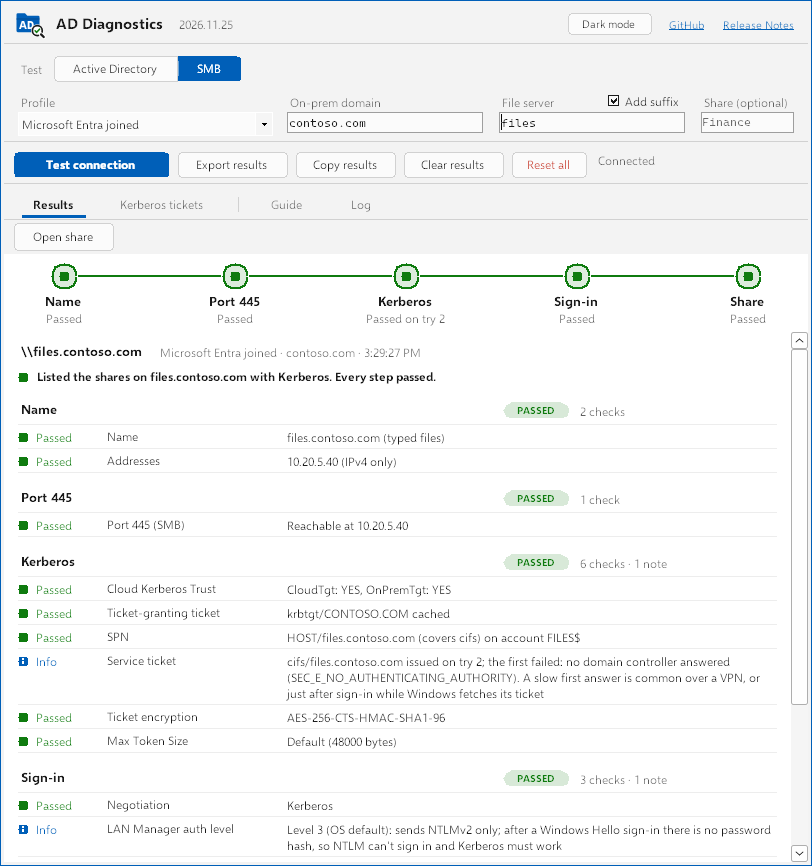 AD AD Diagnostics 2026.11.25 Dark mode GitHub Release Notes
Test Active Directory SMB
Profile On-prem domain File server Add suffix Share (optional)
Microsoft Entra joined contoso.com files Finance
Test connection Export results Copy results Clear results Reset all Connected
Results Kerberos tickets Guide Log
Open share
Name Port 445 Kerberos Sign-in Share
Passed Passed Passed on try 2 Passed Passed
\\files.contoso.com Microsoft Entra joined · contoso.com · 3:29:27 PM
Listed the shares on files.contoso.com with Kerberos. Every step passed.
Name PASSED 2 checks
Passed Name files.contoso.com (typed files)
Passed Addresses 10.20.5.40 (IPv4 only)
Port 445 PASSED 1 check
Passed Port 445 (SMB) Reachable at 10.20.5.40
Kerberos PASSED 6 checks · 1 note
Passed Cloud Kerberos Trust CloudTgt: YES, OnPremTgt: YES
Passed Ticket-granting ticket krbtgt/CONTOSO.COM cached
Passed SPN HOST/files.contoso.com (covers cifs) on account FILES$
Info Service ticket cifs/files.contoso.com issued on try 2; the first failed: no domain controller answered
(SEC_E_NO_AUTHENTICATING_AUTHORITY). A slow first answer is common over a VPN, or
just after sign-in while Windows fetches its ticket
Passed Ticket encryption AES-256-CTS-HMAC-SHA1-96
Passed Max Token Size Default (48000 bytes)
Sign-in PASSED 3 checks · 1 note
Passed Negotiation Kerberos
Info LAN Manager auth level Level 3 (OS default): sends NTLMv2 only; after a Windows Hello sign-in there is no password
hash, so NTLM can't sign in and Kerberos must work